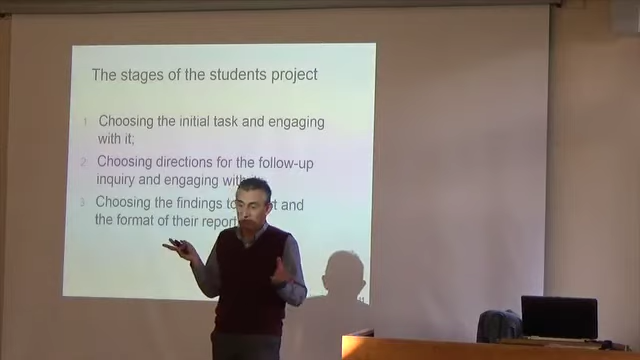 The stages of the students project
1. Choosing the initial task and engaging
with it;
2. Choosing directions for the follow-up
inquiry and engaging with
3. Choosing the findings and
the format of their report